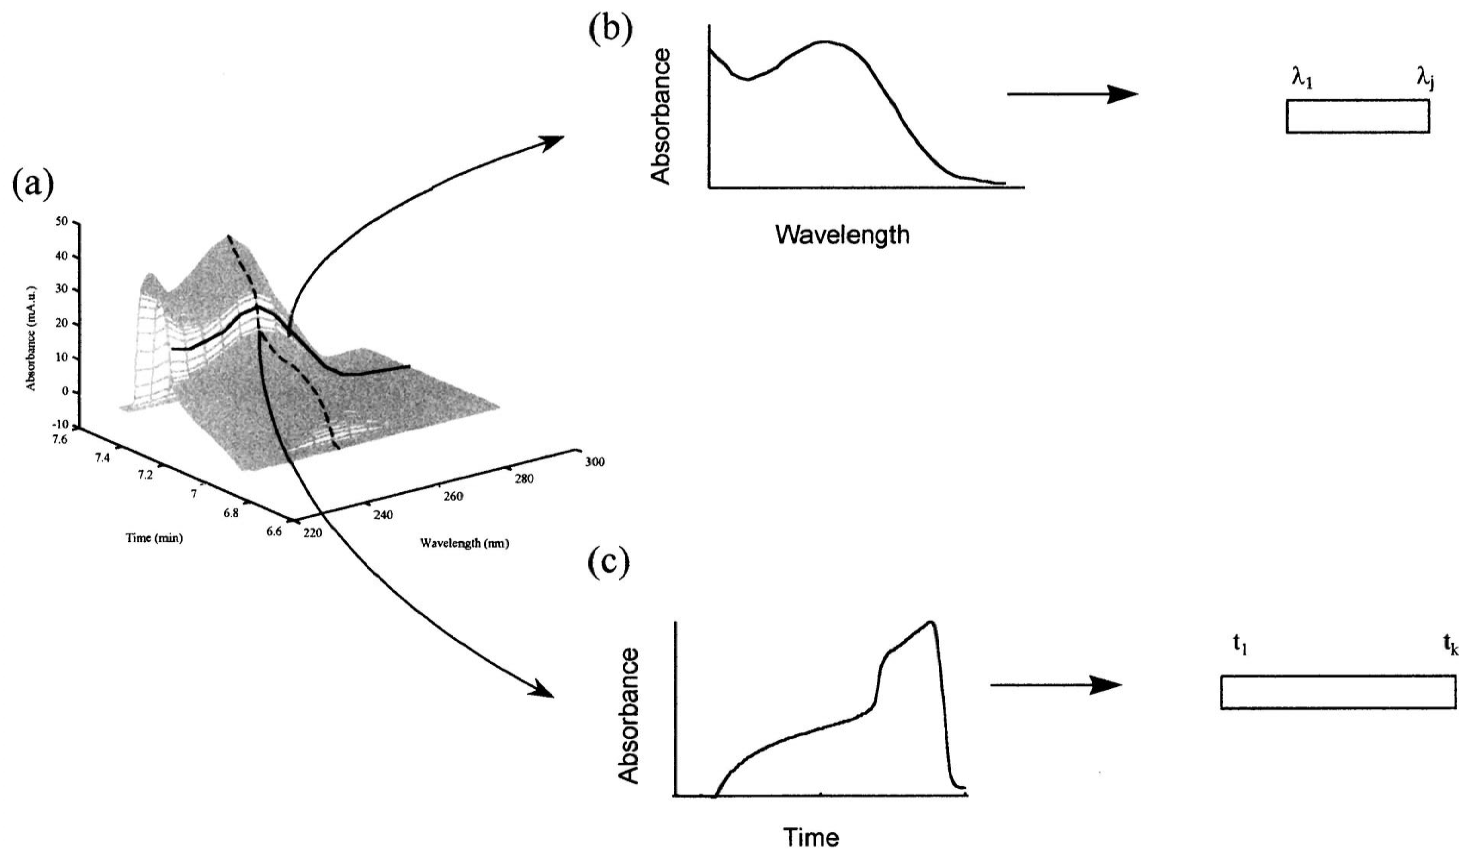 (a)
50
40
30
20
10
0
-10
Absorbance (mA.u.)
7.6
7.4
7.2
7
6.8
6.6
Time (min)
220
240
260
280
300
Wavelength (nm)
(b)
Absorbance
Wavelength
λ1 λj
(c)
Absorbance
Time
t1 tk